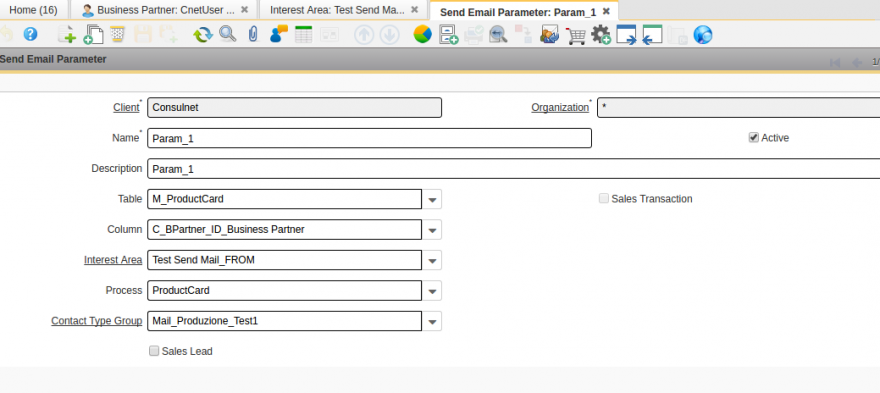 Home (16)
Business Partner: CnetUser ...
Interest Area: Test Send Ma...
Send Email Parameter: Param_1
Send Email Parameter
1/
Client* Consulnet Organization* *
Name* Param_1 Active
Description Param_1
Table M_ProductCard Sales Transaction
Column C_BPartner_ID_Business Partner
Interest Area Test Send Mail_FROM
Process ProductCard
Contact Type Group Mail_Produzione_Test1
Sales Lead